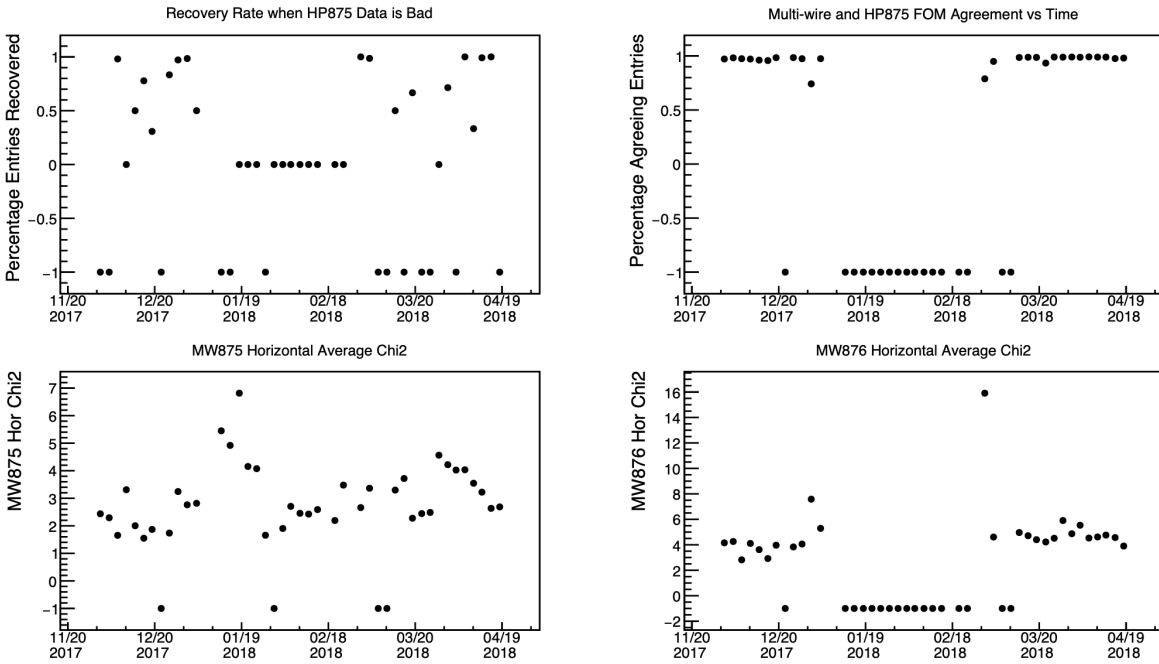 Recovery Rate when HP875 Data is Bad
Percentage Entries Recovered
1
0.5
0
−0.5
−1
11/20 12/20 01/19 02/18 03/20 04/19
2017 2017 2018 2018 2018 2018
Multi-wire and HP875 FOM Agreement vs Time
Percentage Agreeing Entries
1
0.5
0
−0.5
−1
11/20 12/20 01/19 02/18 03/20 04/19
2017 2017 2018 2018 2018 2018
MW875 Horizontal Average Chi2
MW875 Hor Chi2
7
6
5
4
3
2
1
0
−1
11/20 12/20 01/19 02/18 03/20 04/19
2017 2017 2018 2018 2018 2018
MW876 Horizontal Average Chi2
MW876 Hor Chi2
16
14
12
10
8
6
4
2
0
−2
11/20 12/20 01/19 02/18 03/20 04/19
2017 2017 2018 2018 2018 2018